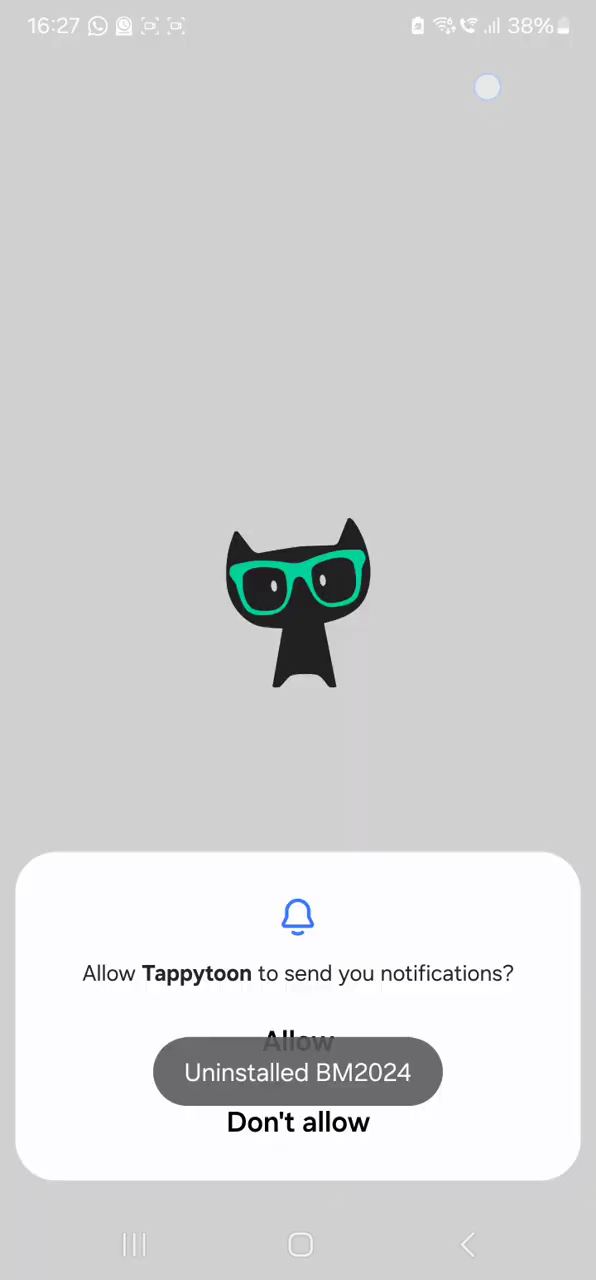 16:27
38%
Allow Tappytoon to send you notifications?
Allow
Uninstalled BM2024
Don't allow